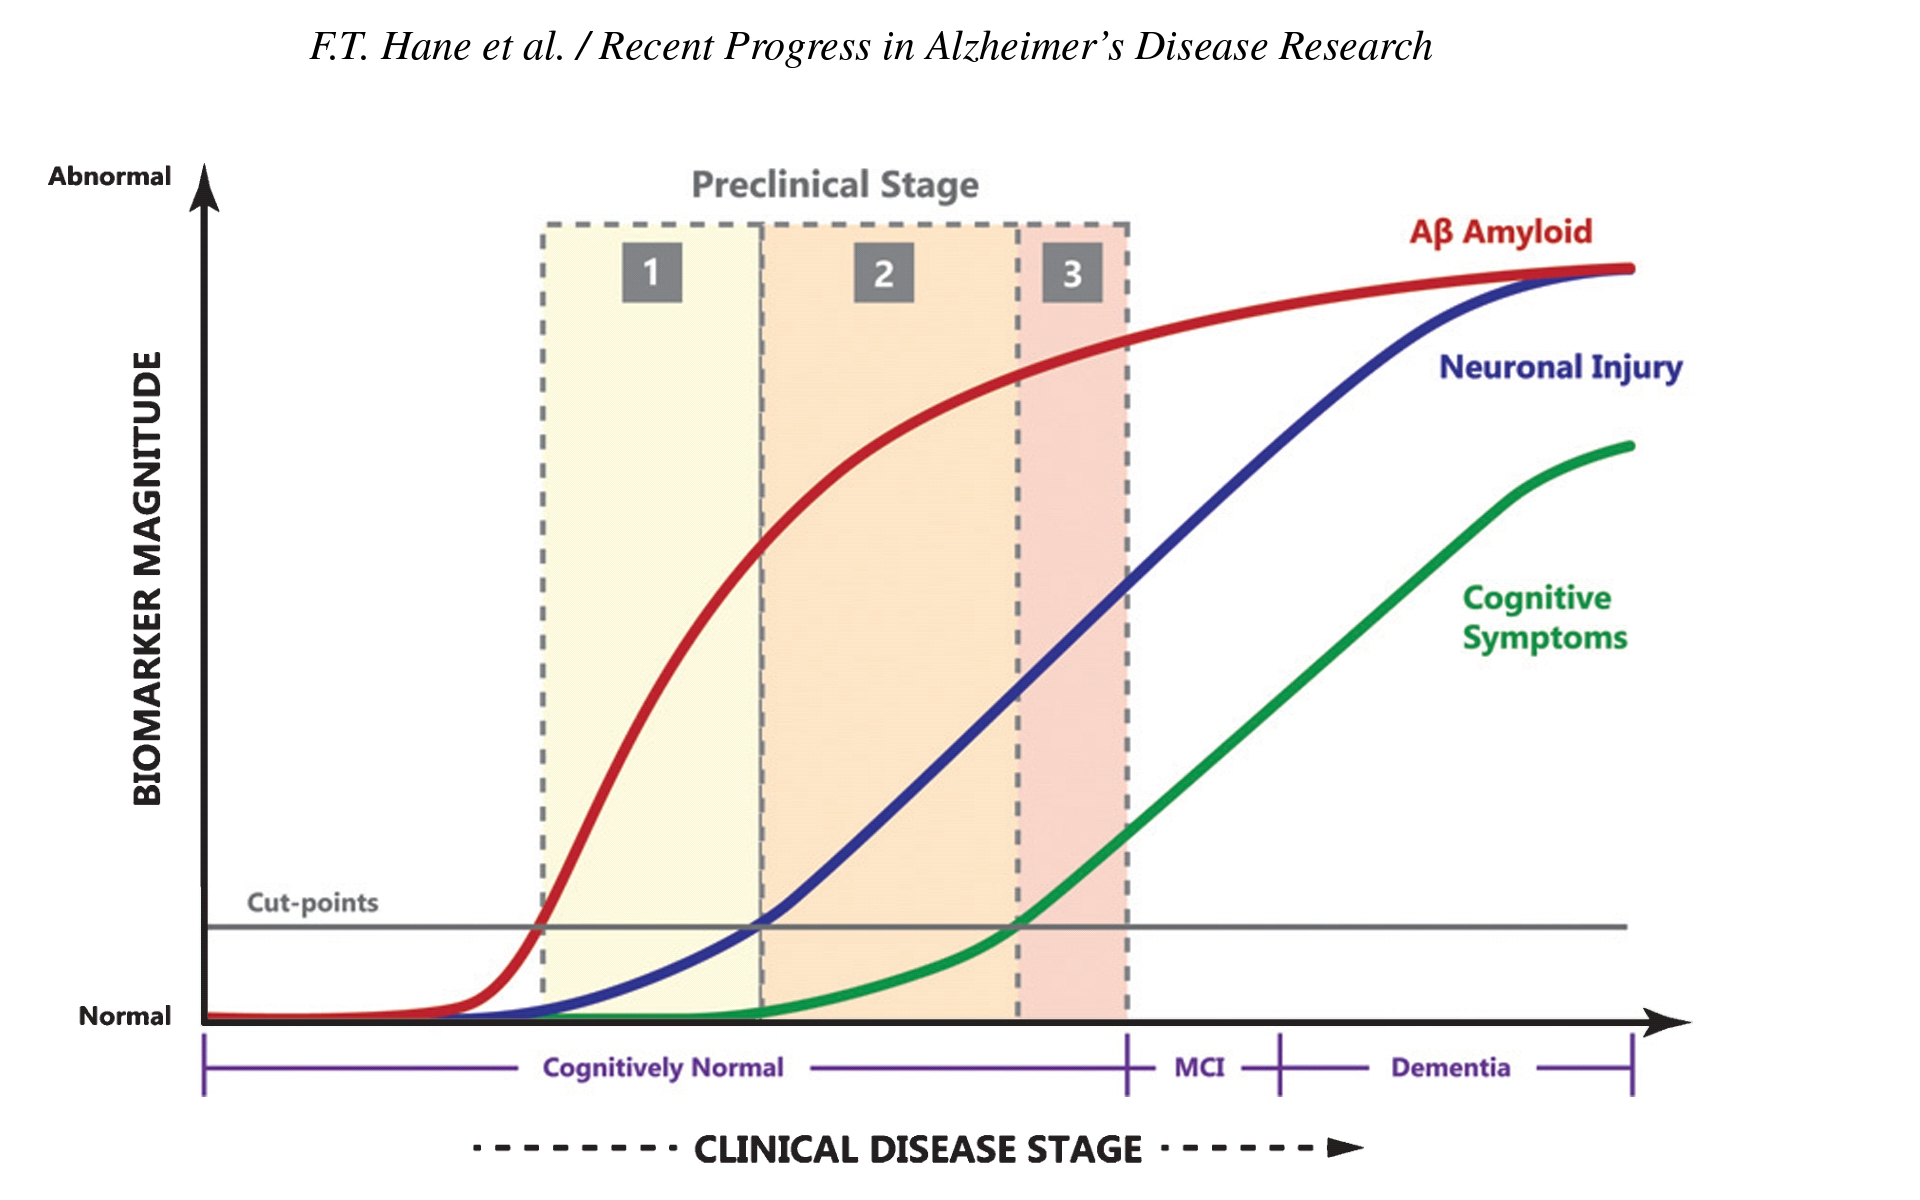 F.T. Hane et al. / Recent Progress in Alzheimer’s Disease Research
Abnormal
Preclinical Stage
Aβ Amyloid
1
2
3
Neuronal Injury
BIOMARKER MAGNITUDE
Cognitive
Symptoms
Cut-points
Normal
Cognitively Normal
MCI
Dementia
CLINICAL DISEASE STAGE